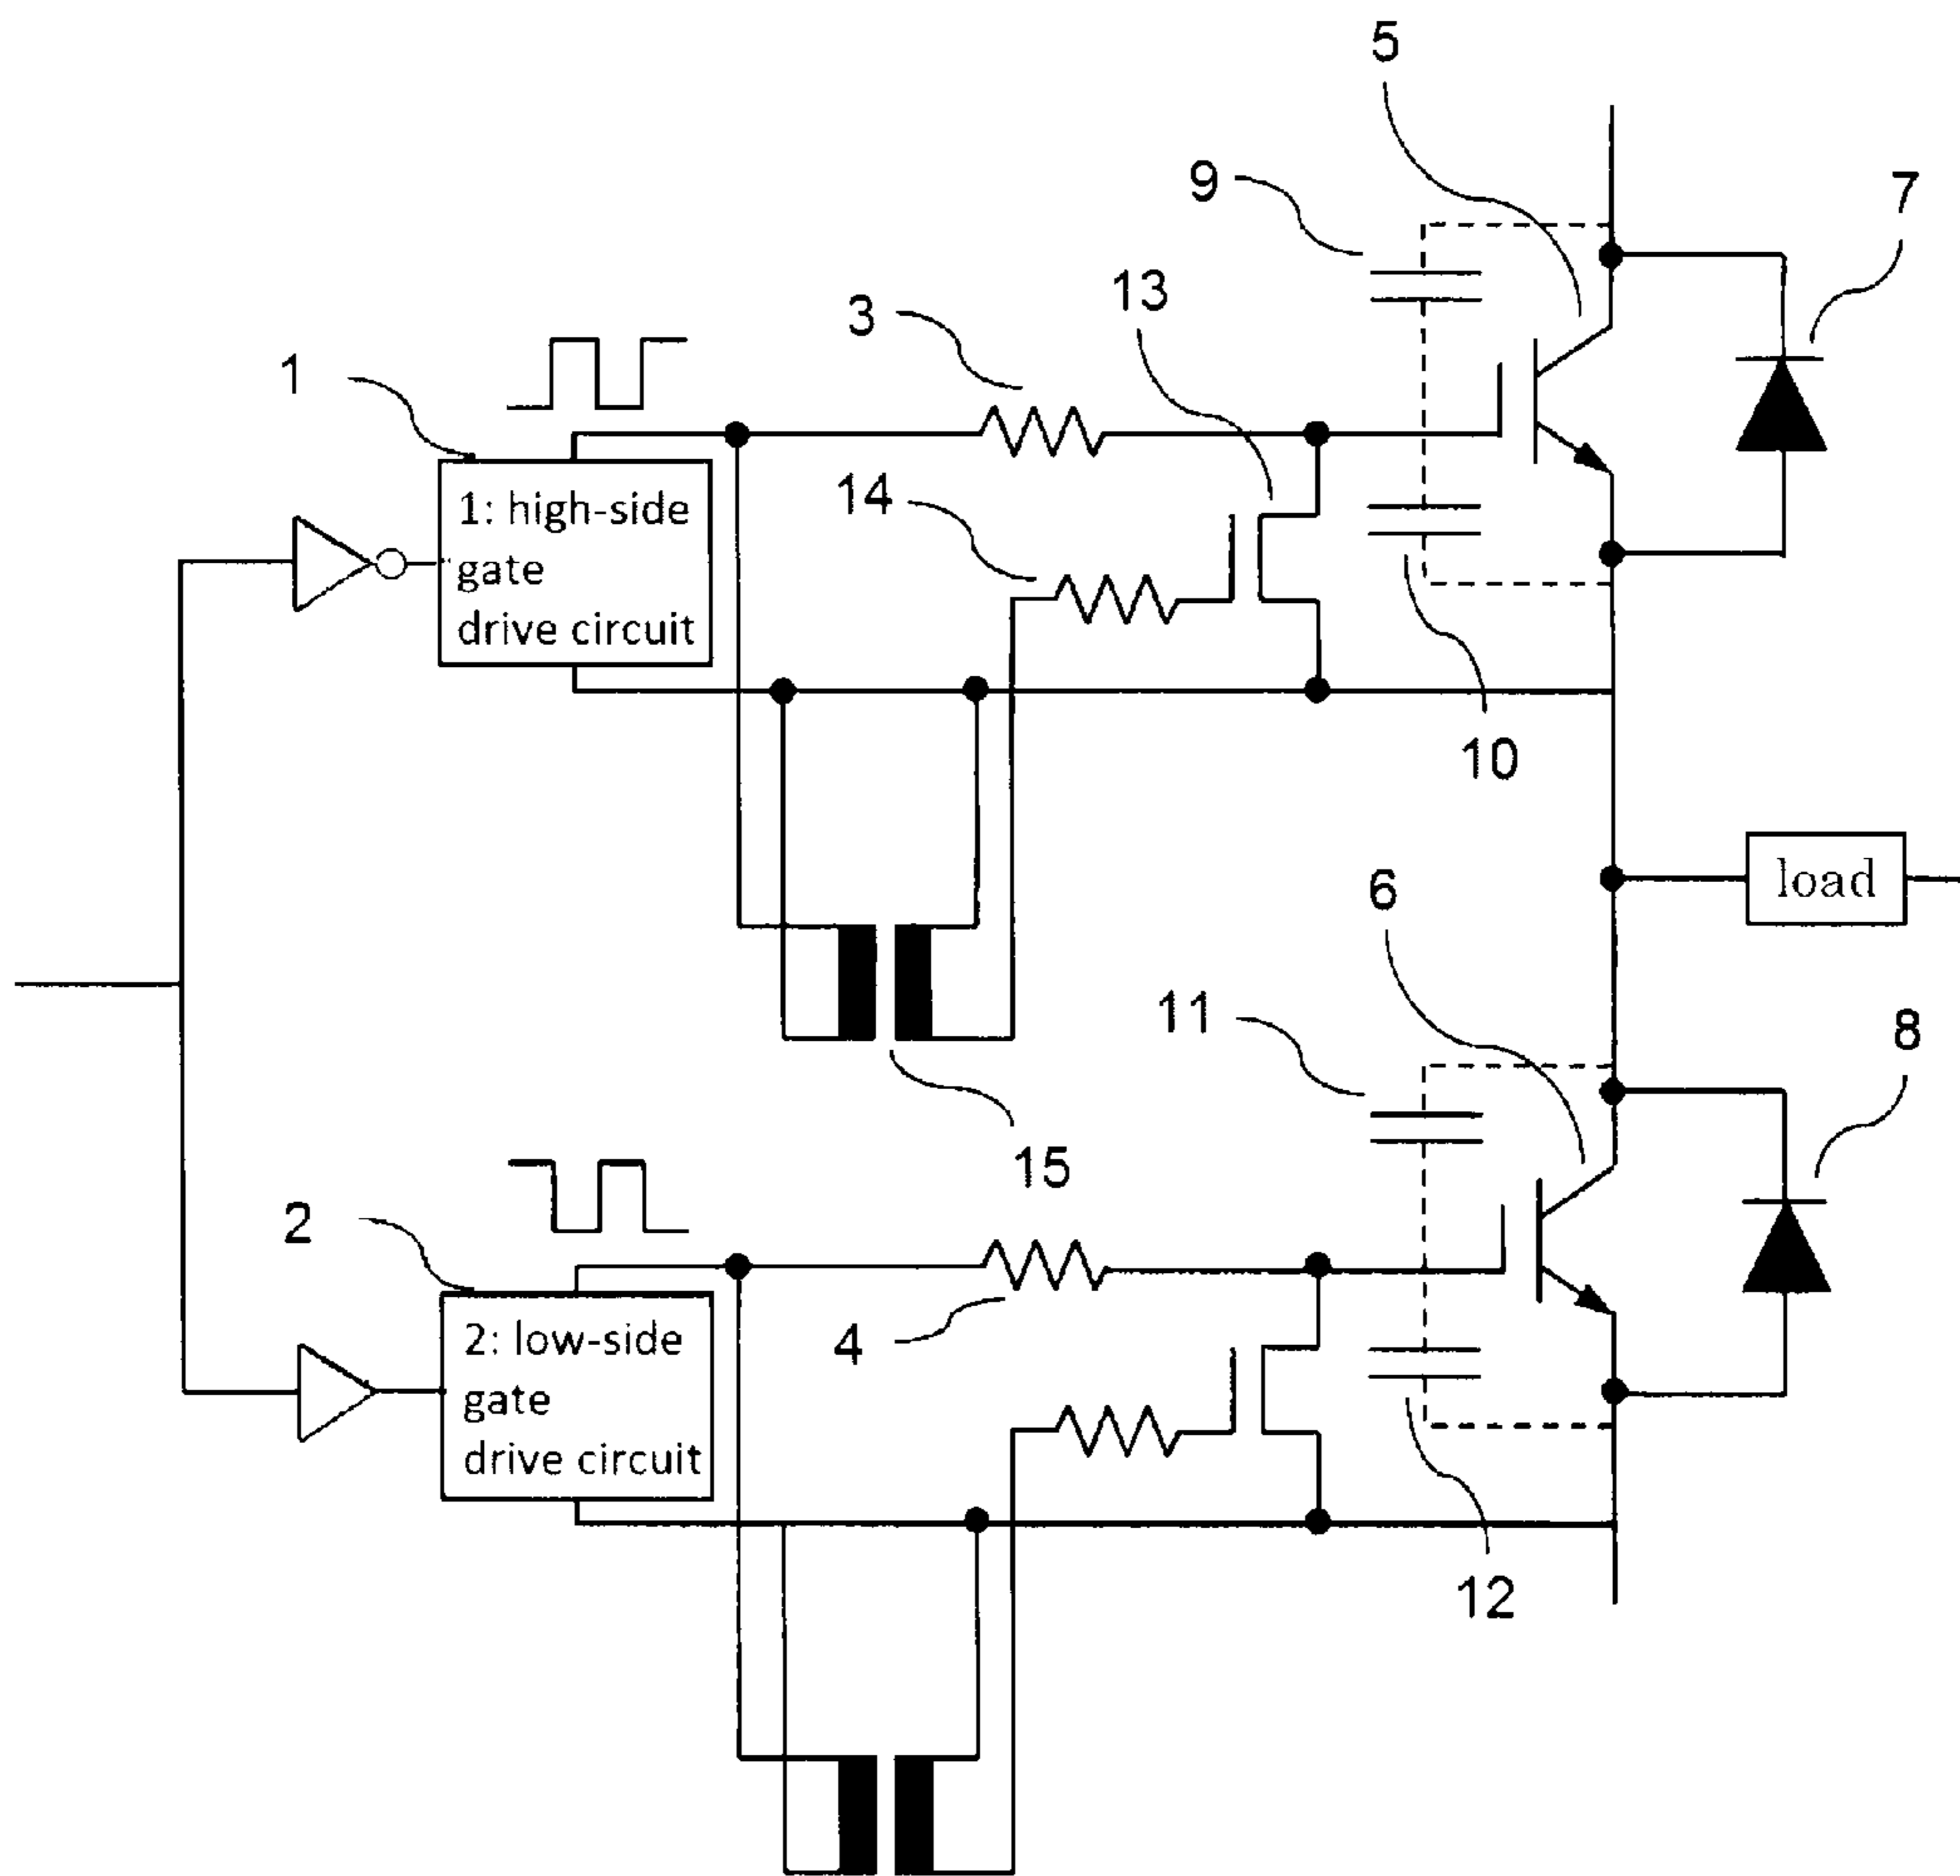 5
9
7
13
3
1
1: high-side
gate
drive circuit
14
10
load
6
11
8
15
2
2: low-side
gate
drive circuit
4
12